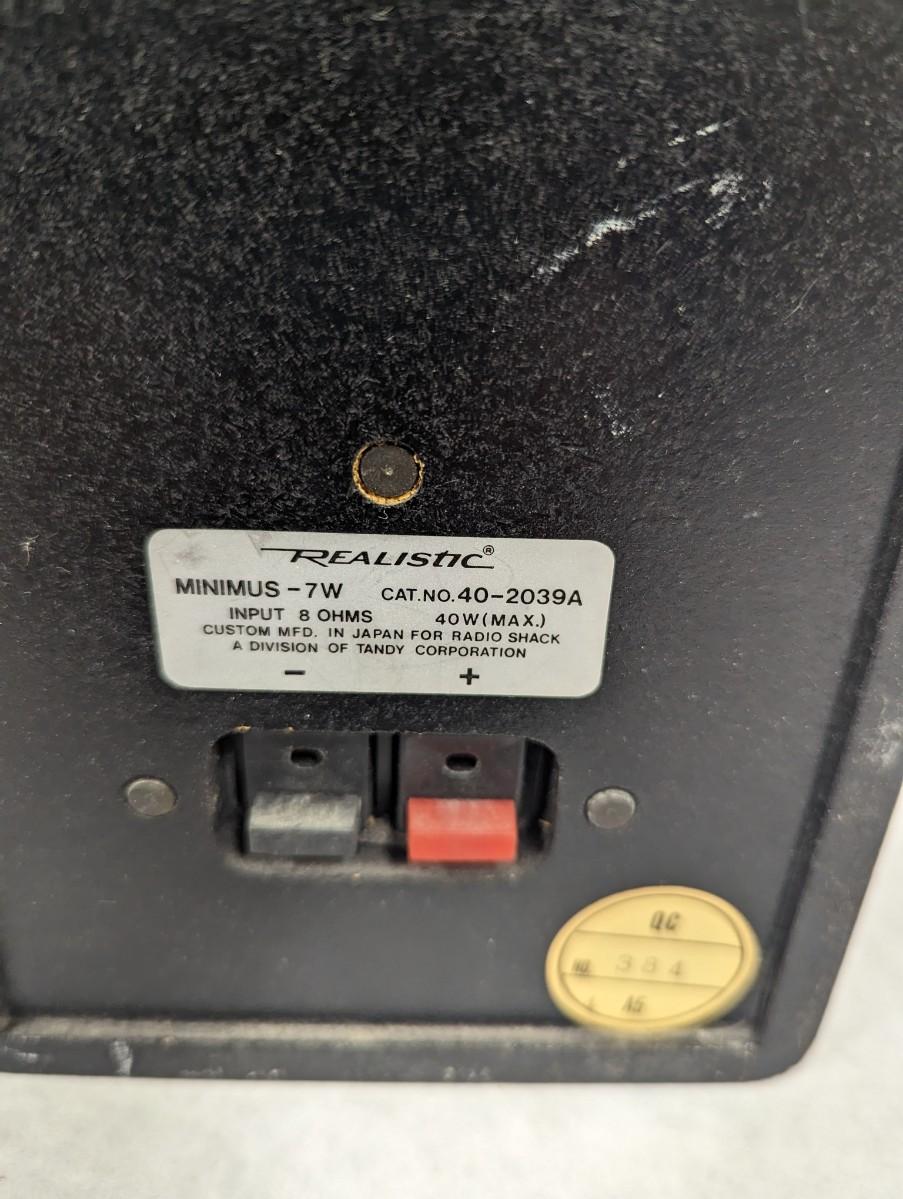 REALISTIC®
MINIMUS-7W CAT.NO.40-2039A
INPUT 8 OHMS 40W(MAX.)
CUSTOM MFD. IN JAPAN FOR RADIO SHACK
A DIVISION OF TANDY CORPORATION
- +
QC
NO. 384
A5